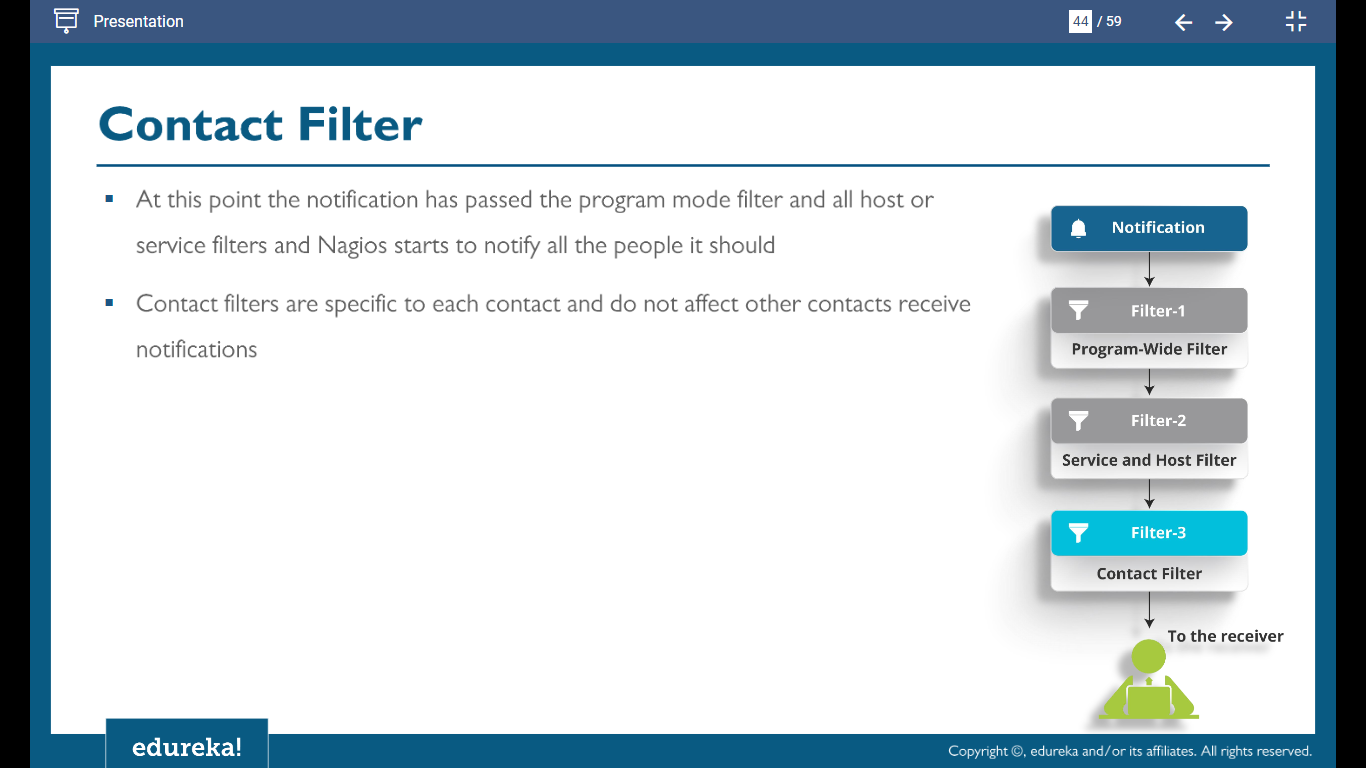 Presentation
44 / 59
Contact Filter
At this point the notification has passed the program mode filter and all host or
service filters and Nagios starts to notify all the people it should
Contact filters are specific to each contact and do not affect other contacts receive
notifications
Notification
Filter-1
Program-Wide Filter
Filter-2
Service and Host Filter
Filter-3
Contact Filter
To the receiver
edureka!
Copyright ©, edureka and/or its affiliates. All rights reserved.